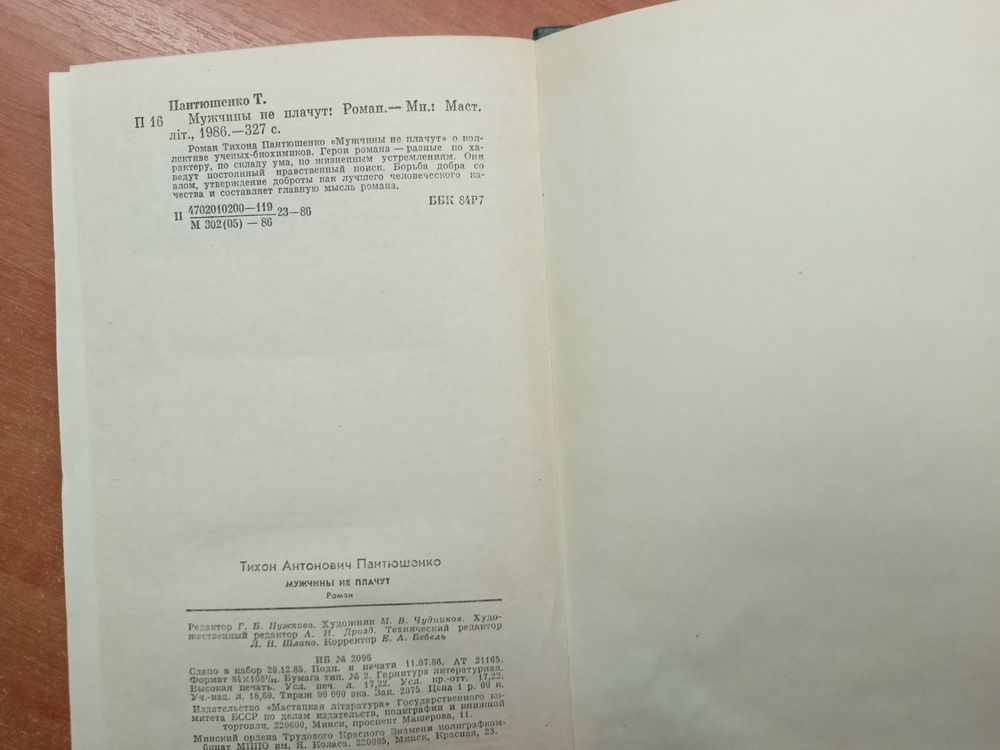 Пантюшенко Т.
П 16 Мужчины не плачут: Роман.— Мн.: Маст.
літ., 1986.—327 с.
Роман Тихона Пантюшенко «Мужчины не плачут» о кол-
лективе ученых-биохимиков. Герои романа — разные по ха-
рактеру, по складу ума, по жизненным устремлениям. Они
ведут постоянный нравственный поиск. Борьба добра со
злом, утверждение доброты как лучшего человеческого ка-
чества и составляет главную мысль романа.
П 4702010200—119 23—86
М 302(05) — 86
ББК 84Р7
Тихон Антонович Пантюшенко
МУЖЧИНЫ НЕ ПЛАЧУТ
Роман
Редактор Г. Б. Пужкова. Художник М. В. Чудников. Худо-
жественный редактор А. И. Дрозд. Технический редактор
Л. Н. Шлапо, Корректор Е. А. Бебель
ИБ № 2096
Сдано в набор 20.12.85. Подп. к печати 11.07.86. АТ 21165.
Формат 84×108 1/32. Бумага тип. № 2. Гарнитура литературная.
Высокая печать. Усл. печ. л. 17,22. Усл. кр.-отт. 17,22.
Уч.-изд. л. 18,60. Тираж 90 000 экз. Зак. 2075. Цена 1 р. 60 к.
Издательство «Мастацкая літаратура» Государственного ко-
митета БССР по делам издательств, полиграфии и книжной
торговли. 220600, Минск, проспект Машерова, 11.
Минский ордена Трудового Красного Знамени полиграфком-
бинат МППО им. Я. Коласа. 220005, Минск, Красная, 23.